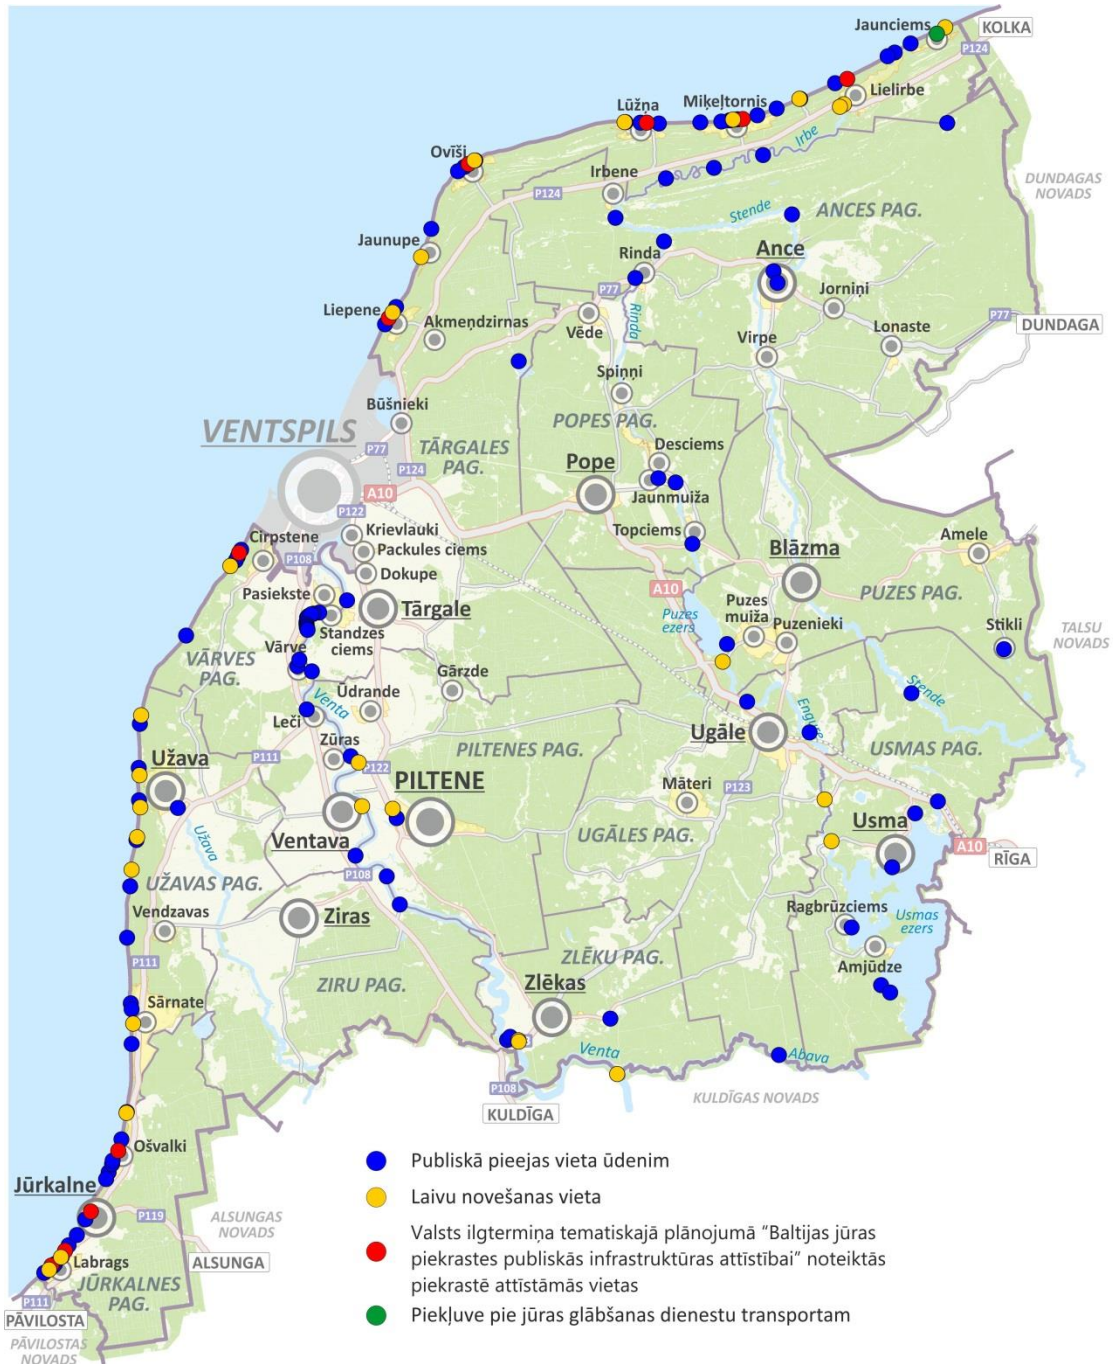 Jaunciems
KOLKA
P124
Lielirbe
Miķeļtornis
Lūžņa
Irbe
Ovīši
Irbene
P124
DUNDAGAS
NOVADS
Stende
ANCES PAG.
Jaunupe
Rinda
Ance
P77
Jorniņi
Liepene
Akmeņdzirnas
Rinda
Vēde
Lonaste
P77
DUNDAGA
Virpe
Spiņņi
Būšnieki
POPES PAG.
VENTSPILS
TĀRGALES
PAG.
P77
P124
Desciems
Pope
Jaunmuiža
A10
P122
Krievlauki
Topciems
Cirpstene
P108
Packules ciems
Amele
Dokupe
Blāzma
A10
PUZES PAG.
Pasiekste
Tārgale
Puzes
muiža
Puzes
ezers
Puzenieki
Stikli
TALSU
NOVADS
Standzes
ciems
Värve
VĀRVES
PAG.
Gārzde
Ūdrande
Venta
Stende
Leči
Engure
Ugāle
Zūras
PILTENES PAG.
USMAS PAG.
P111
Užava
P122
PILTENE
Māteri
P123
Usma
Ventava
UGĀLES PAG.
A10
RĪGA
Užava
P108
UŽAVAS PAG.
Ragbrūzciems
Usmas
ezers
Vendzavas
Ziras
Amjūdze
ZLĒKU PAG.
P111
ZIRU PAG.
Zlēkas
Sārnate
Venta
Abava
P108
KULDĪGAS NOVADS
KULDĪGA
Ošvalki
Publiskā pieejas vieta ūdenim
Jūrkalne
Laivu novešanas vieta
P119
ALSUNGAS
NOVADS
Valsts ilgtermiņa tematiskajā plānojumā “Baltijas jūras
piekrastes publiskās infrastruktūras attīstībai” noteiktās
piekrastē attīstāmās vietas
ALSUNGA
Labrags
JŪRKALNES
PAG.
P111
PĀVILOSTA
Piekļuve pie jūras glābšanas dienestu transportam
PĀVILOSTAS
NOVADS